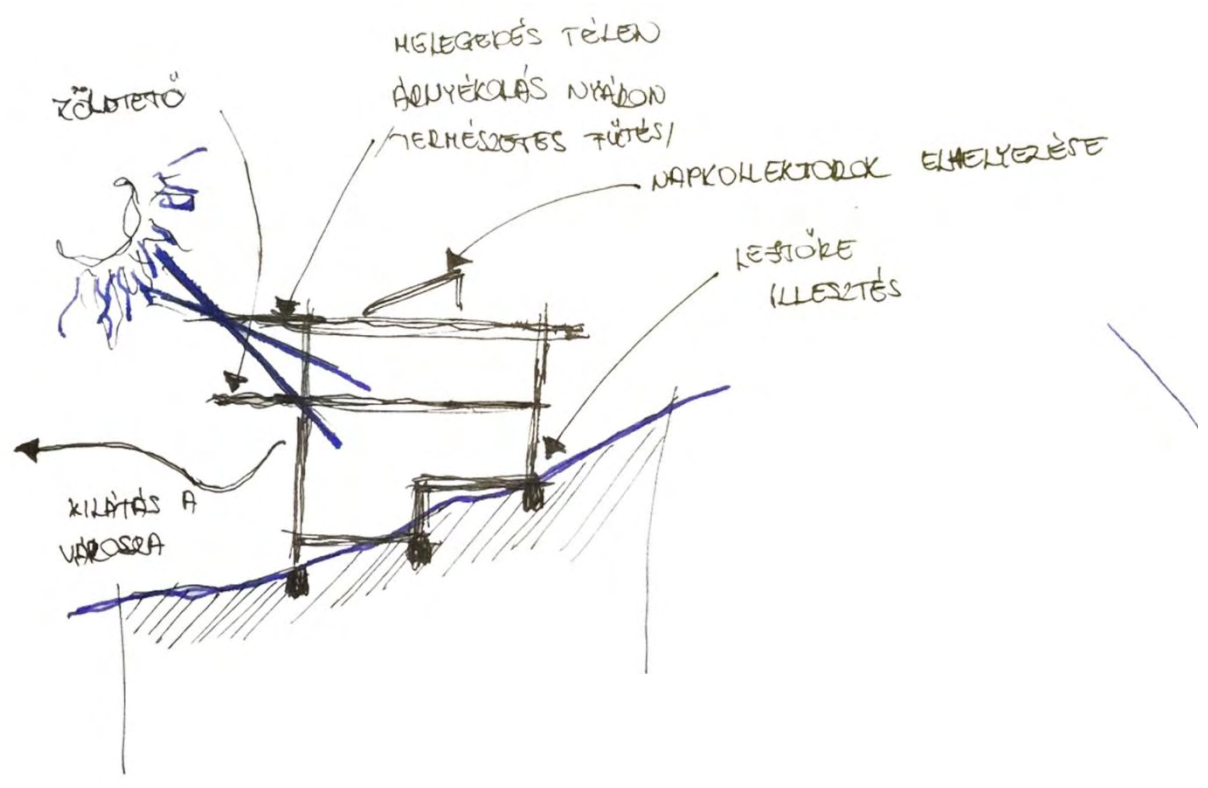 ZÖLDTETŐ
MELEGEDÉS TÉLEN
ÁRNYÉKOLÁS NYÁRON
/TERMÉSZETES FŰTÉS/
NAPKOLLEKTOROK ELHELYEZÉSE
LEJTŐRE
ILLESZTÉS
KILÁTÁS A
VÁROSRA